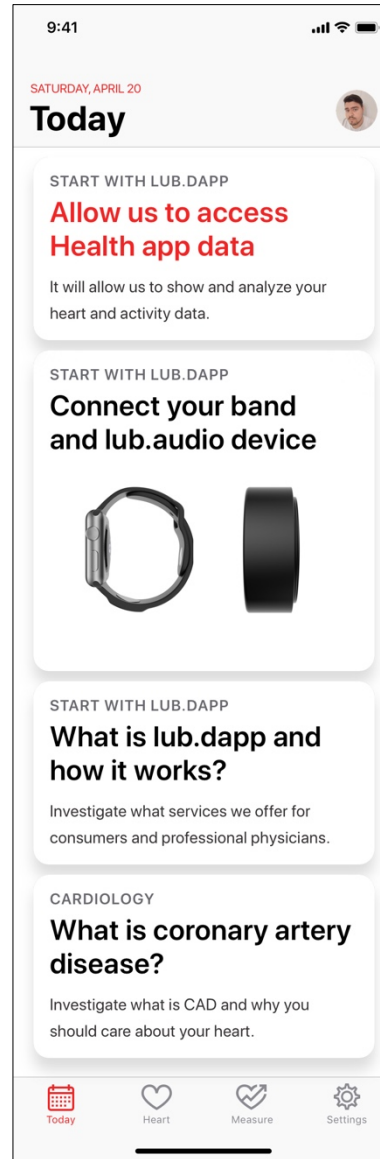 9:41
SATURDAY, APRIL 20
Today
START WITH LUB.DAPP
Allow us to access
Health app data
It will allow us to show and analyze your
heart and activity data.
START WITH LUB.DAPP
Connect your band
and lub.audio device
START WITH LUB.DAPP
What is lub.dapp and
how it works?
Investigate what services we offer for
consumers and professional physicians.
CARDIOLOGY
What is coronary artery
disease?
Investigate what is CAD and why you
should care about your heart.
Today
Heart
Measure
Settings